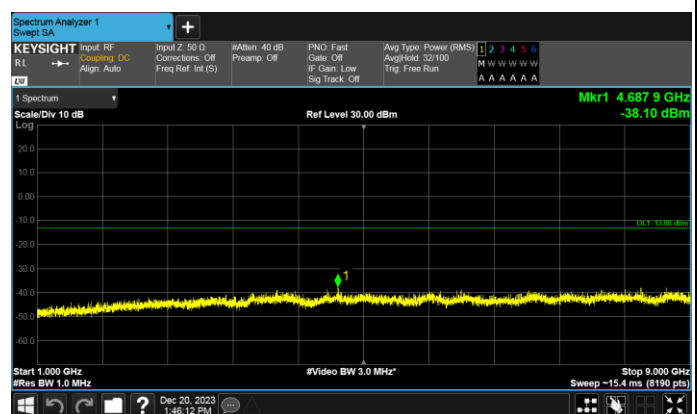 Spectrum Analyzer 1
Swept SA
+
KEYSIGHT
RL
LXI
Input: RF
Coupling: DC
Align: Auto
Input Z: 50 Ω
Corrections: Off
Freq Ref: Int (S)
#Atten: 40 dB
Preamp: Off
PNO: Fast
Gate: Off
IF Gain: Low
Sig Track: Off
Avg Type: Power (RMS)
Avg|Hold: 32/100
Trig: Free Run
1 2 3 4 5 6
M W W W W W
A A A A A A
1 Spectrum
Scale/Div 10 dB
Ref Level 30.00 dBm
Mkr1 4.687 9 GHz
-38.10 dBm
Log
20.0
10.0
0.00
-10.0
DL1 -13.00 dBm
-20.0
-30.0
1
-40.0
-50.0
-60.0
Start 1.000 GHz
#Video BW 3.0 MHz*
Stop 9.000 GHz
#Res BW 1.0 MHz
Sweep ~15.4 ms (8190 pts)
?
Dec 20, 2023
1:46:12 PM